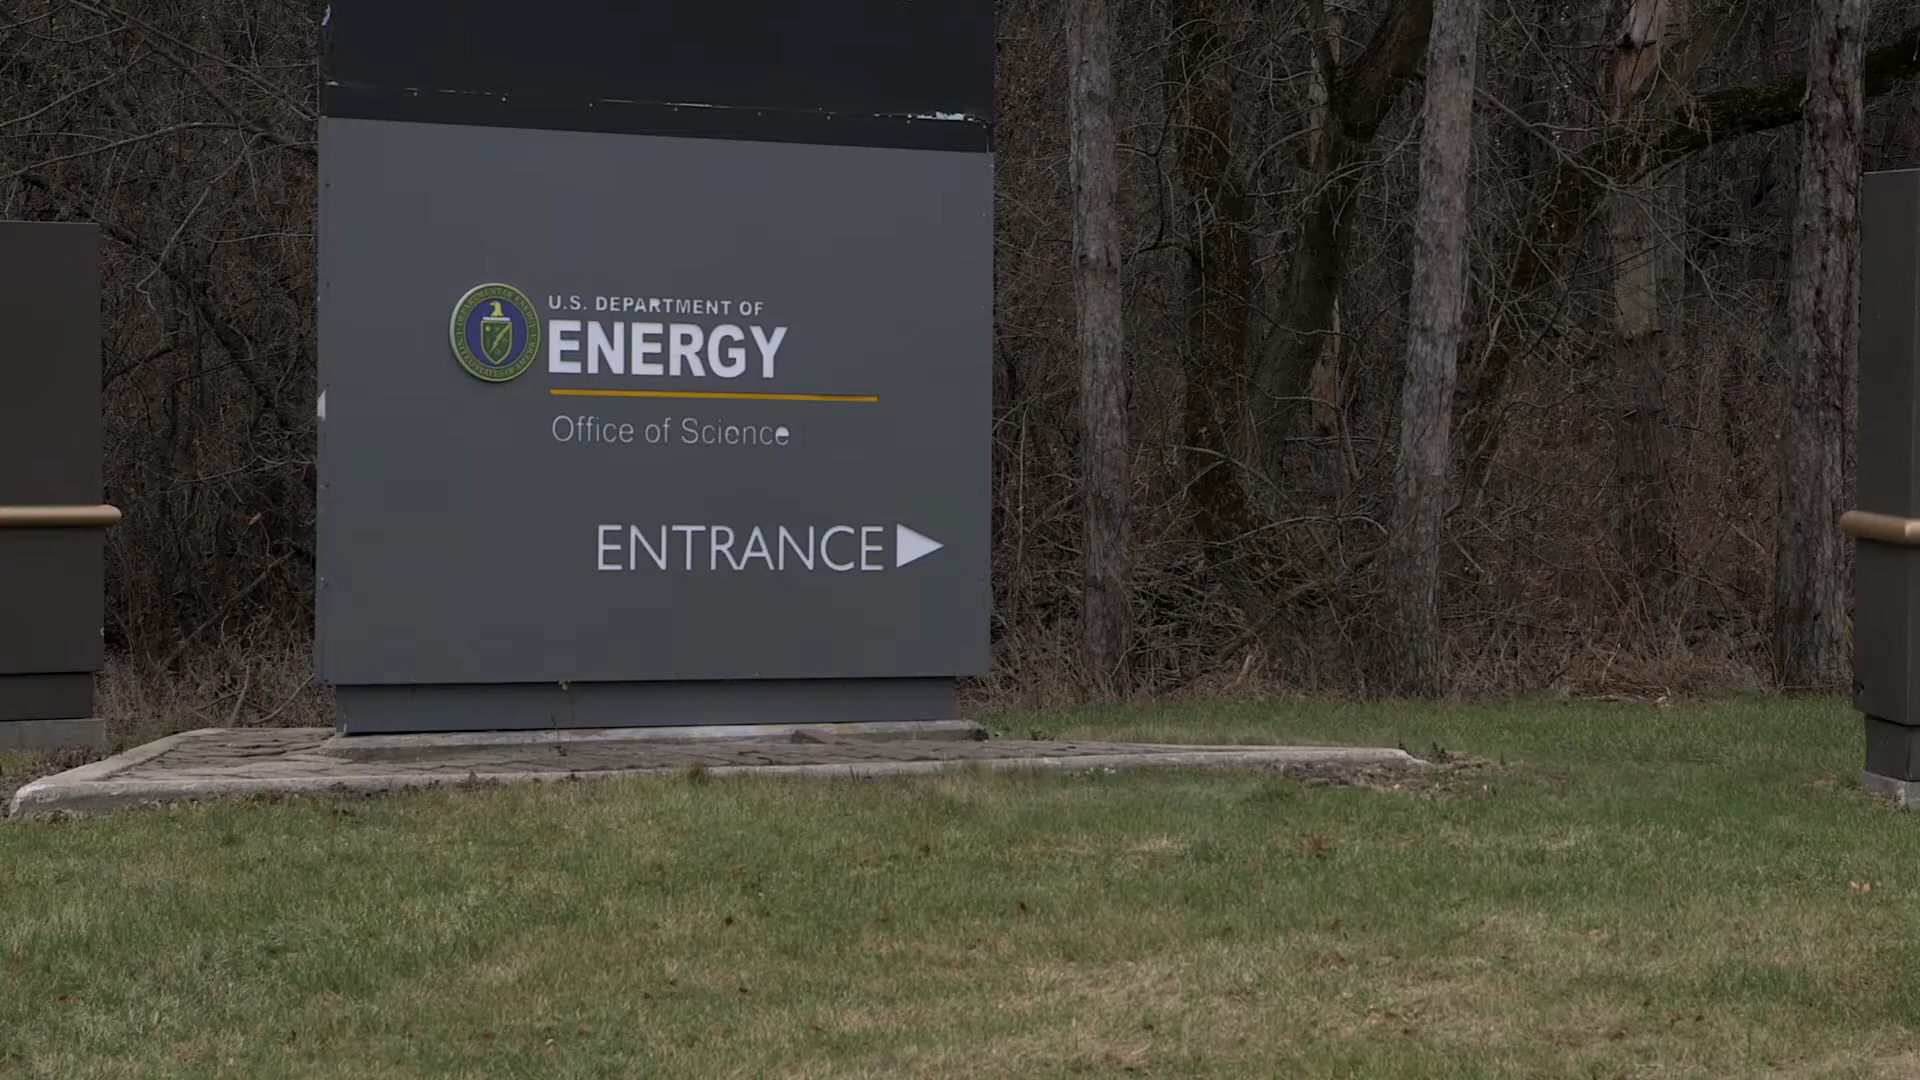 U.S. DEPARTMENT OF
ENERGY
Office of Science
ENTRANCE